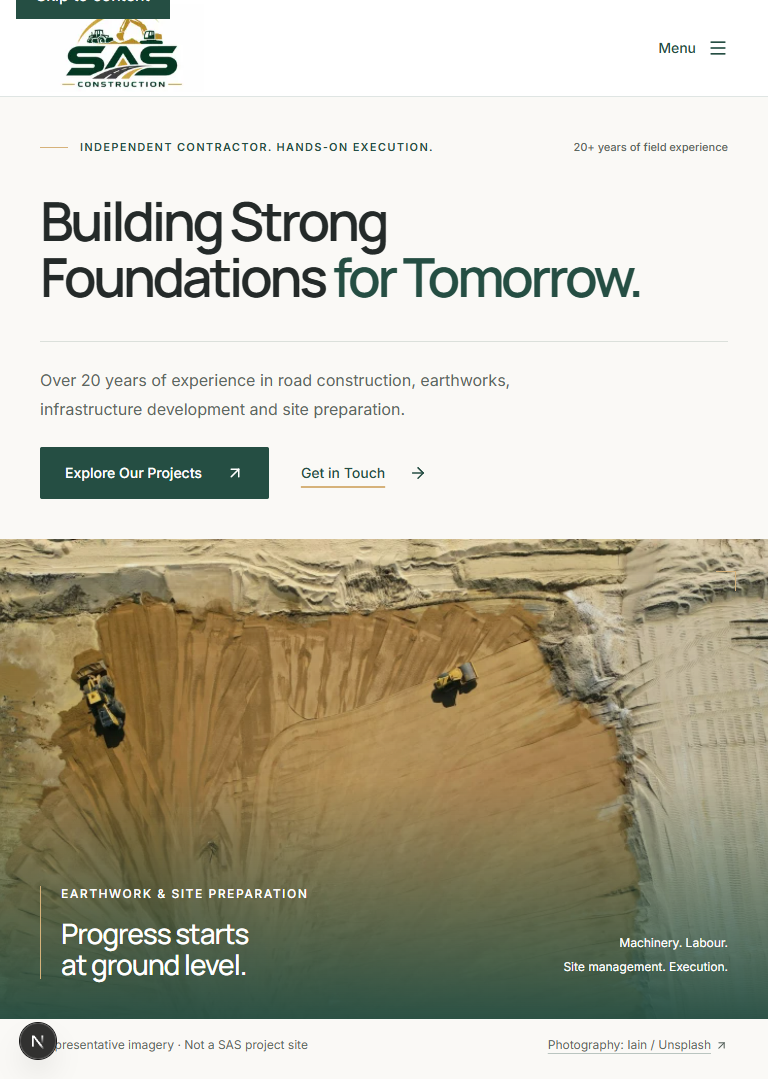 Skip to content
SAS
CONSTRUCTION
Menu
INDEPENDENT CONTRACTOR. HANDS-ON EXECUTION.
20+ years of field experience
Building Strong
Foundations for Tomorrow.
Over 20 years of experience in road construction, earthworks,
infrastructure development and site preparation.
Explore Our Projects
Get in Touch
EARTHWORK & SITE PREPARATION
Progress starts
at ground level.
Machinery. Labour.
Site management. Execution.
N
presentative imagery · Not a SAS project site
Photography: Iain / Unsplash